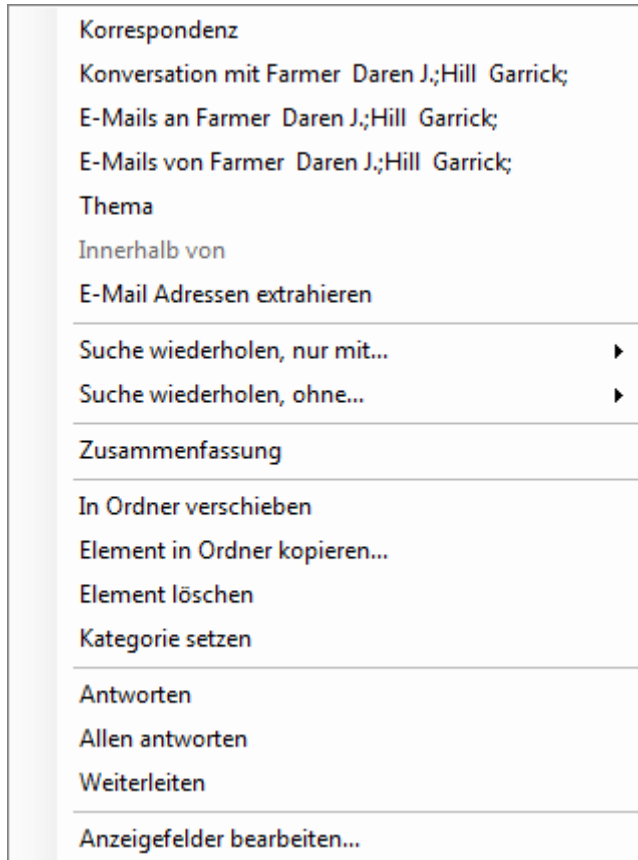 Korrespondenz
Konversation mit Farmer  Daren J.;Hill  Garrick;
E-Mails an Farmer  Daren J.;Hill  Garrick;
E-Mails von Farmer  Daren J.;Hill  Garrick;
Thema
Innerhalb von
E-Mail Adressen extrahieren
Suche wiederholen, nur mit...
Suche wiederholen, ohne...
Zusammenfassung
In Ordner verschieben
Element in Ordner kopieren...
Element löschen
Kategorie setzen
Antworten
Allen antworten
Weiterleiten
Anzeigefelder bearbeiten...